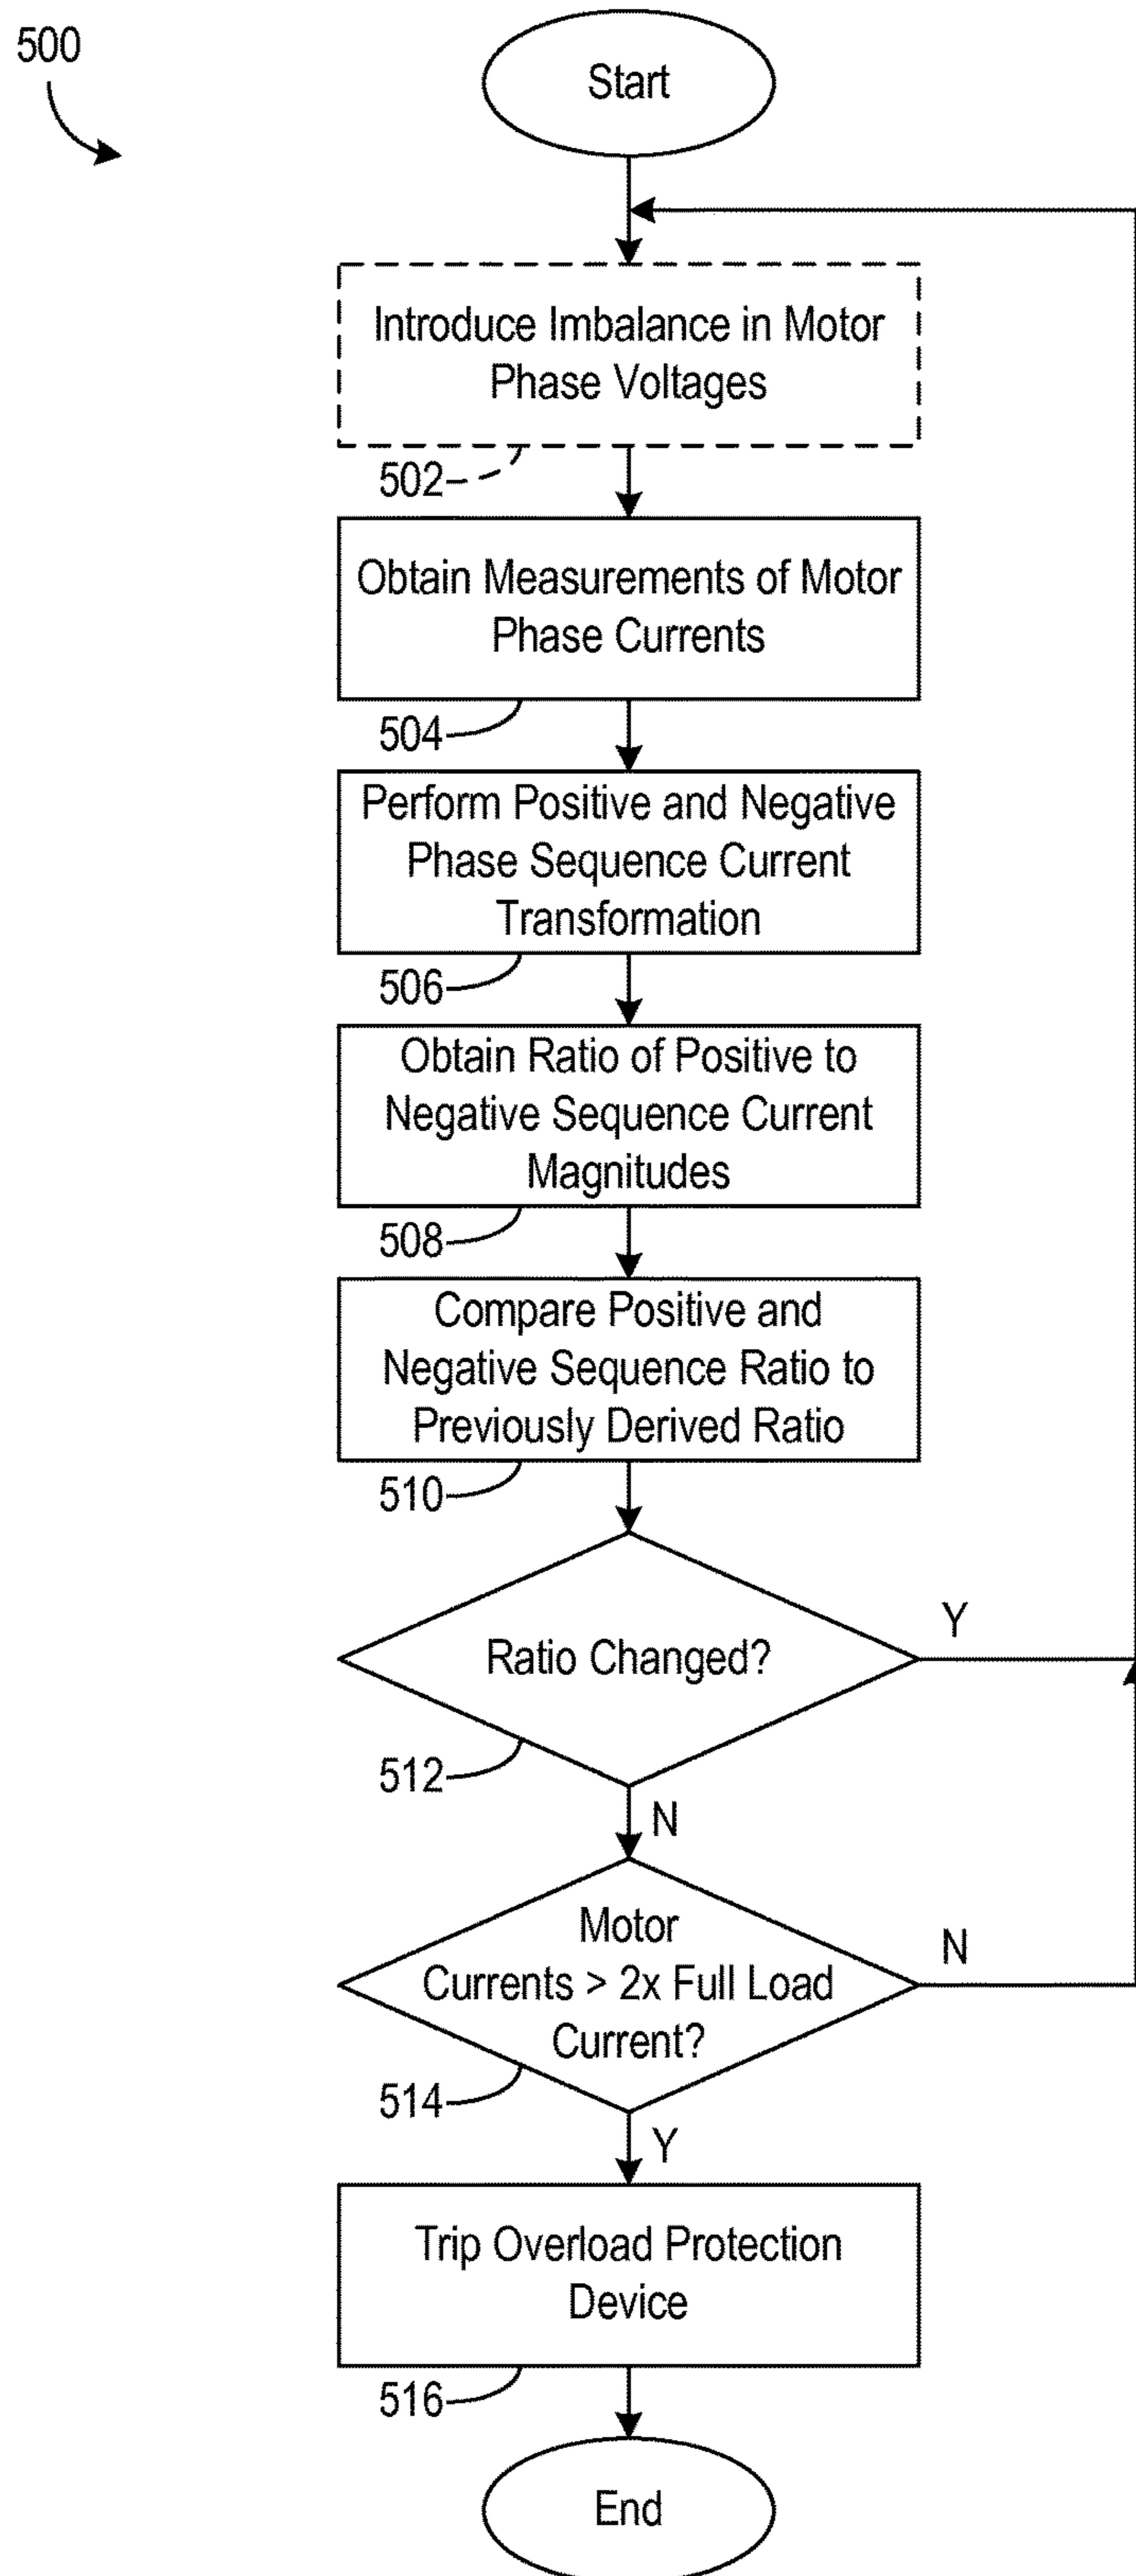 500
Start
Introduce Imbalance in Motor
Phase Voltages
502
Obtain Measurements of Motor
Phase Currents
504
Perform Positive and Negative
Phase Sequence Current
Transformation
506
Obtain Ratio of Positive to
Negative Sequence Current
Magnitudes
508
Compare Positive and
Negative Sequence Ratio to
Previously Derived Ratio
510
Ratio Changed?
Y
512
N
Motor
Currents > 2x Full Load
Current?
N
514
Y
Trip Overload Protection
Device
516
End